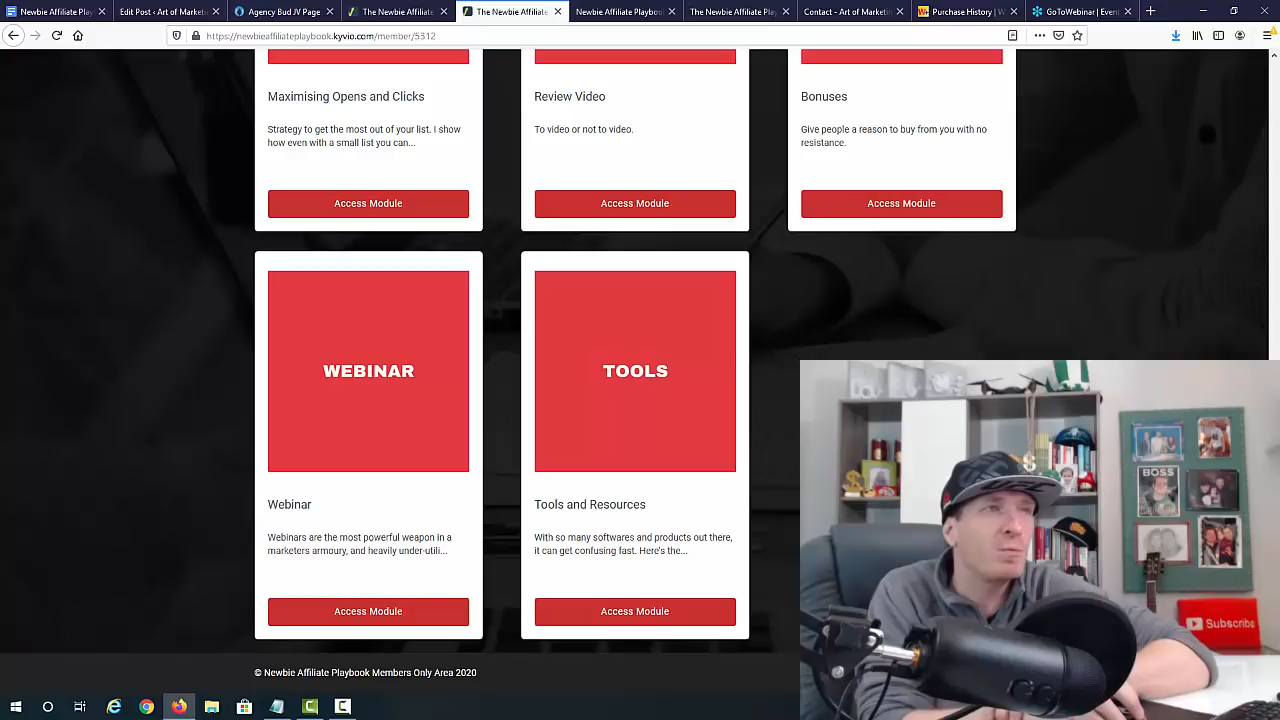 Newbie Affiliate Play
Edit Post ‹ Art of Marketi
Agency Bud JV Page
The Newbie Affiliate
The Newbie Affiliate
Newbie Affiliate Playbook
The Newbie Affiliate Play
Contact - Art of Marketin
Purchase History | W
GoToWebinar | Event
https://newbieaffiliateplaybook.kyvio.com/member/5312
Maximising Opens and Clicks
Strategy to get the most out of your list. I show
how even with a small list you can...
Access Module
Review Video
To video or not to video.
Access Module
Bonuses
Give people a reason to buy from you with no
resistance.
Access Module
WEBINAR
Webinar
Webinars are the most powerful weapon in a
marketers armoury, and heavily under-utili...
Access Module
TOOLS
Tools and Resources
With so many softwares and products out there,
it can get confusing fast. Here's the...
Access Module
BOSS
Subscribe
© Newbie Affiliate Playbook Members Only Area 2020